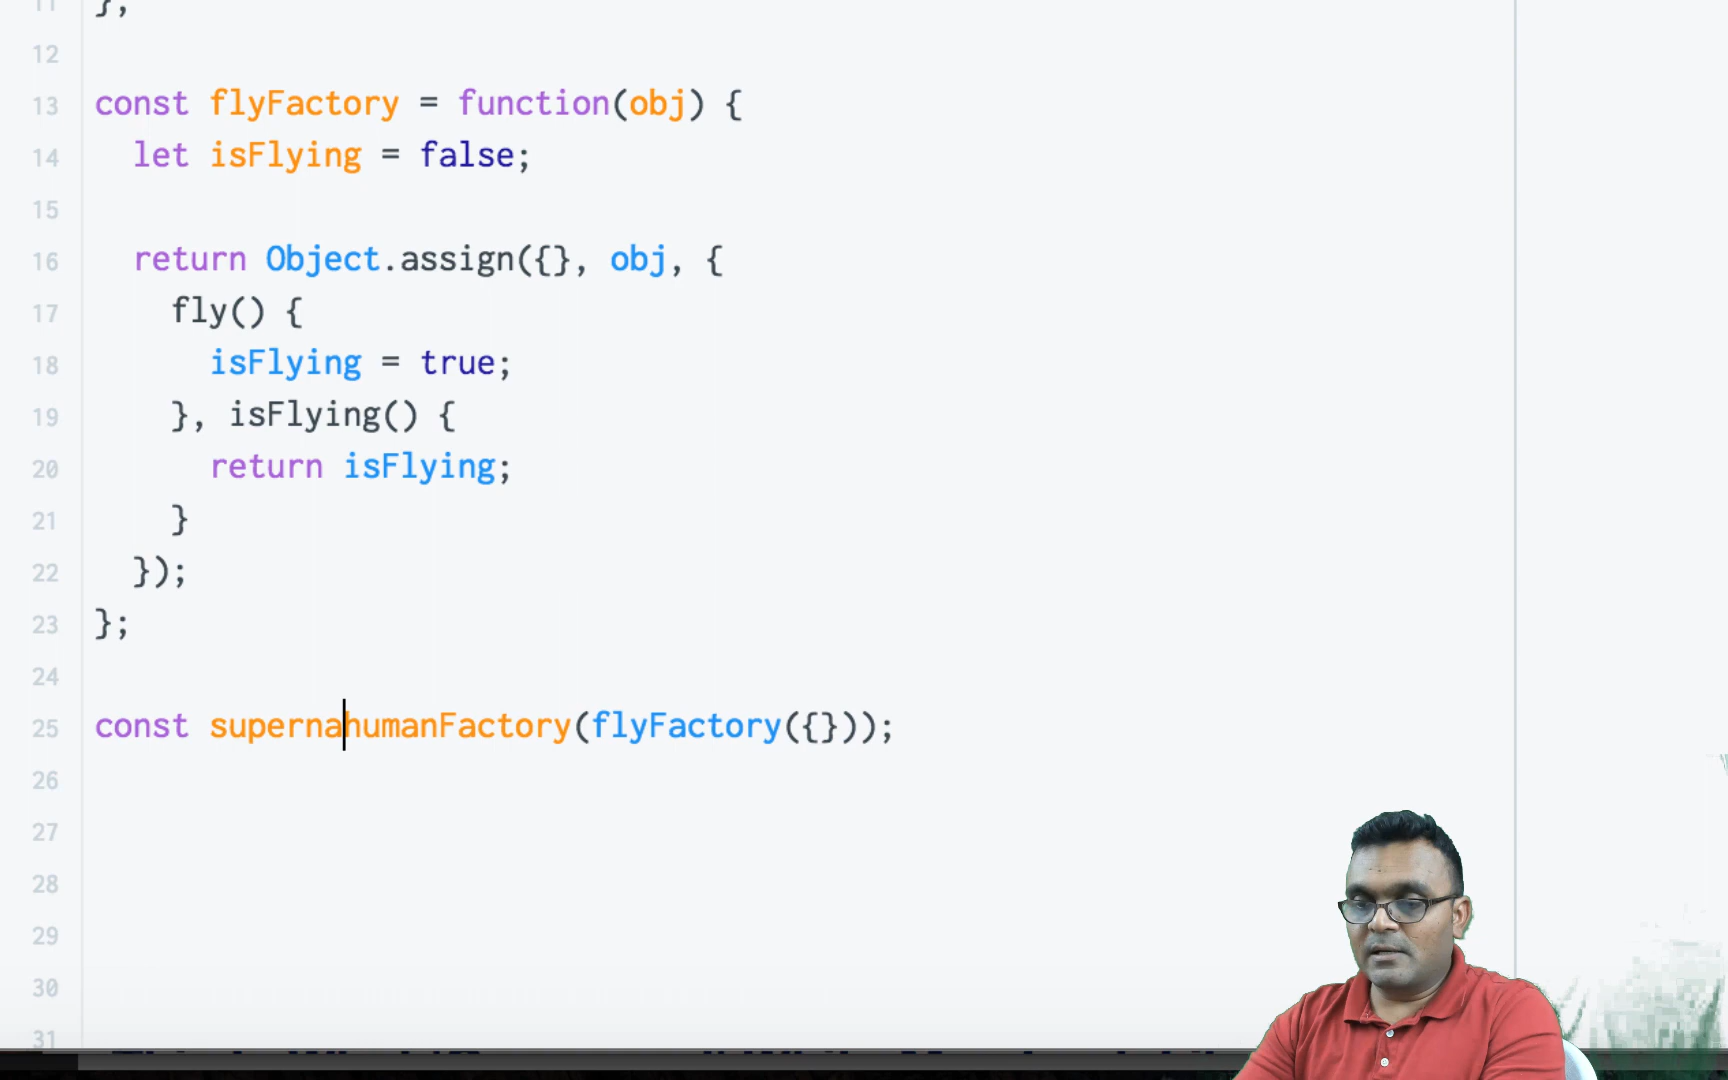 11 };
12
13 const flyFactory = function(obj) {
14   let isFlying = false;
15
16   return Object.assign({}, obj, {
17     fly() {
18       isFlying = true;
19     }, isFlying() {
20       return isFlying;
21     }
22   });
23 };
24
25 const supernahumanFactory(flyFactory({}));
26
27
28
29
30
31